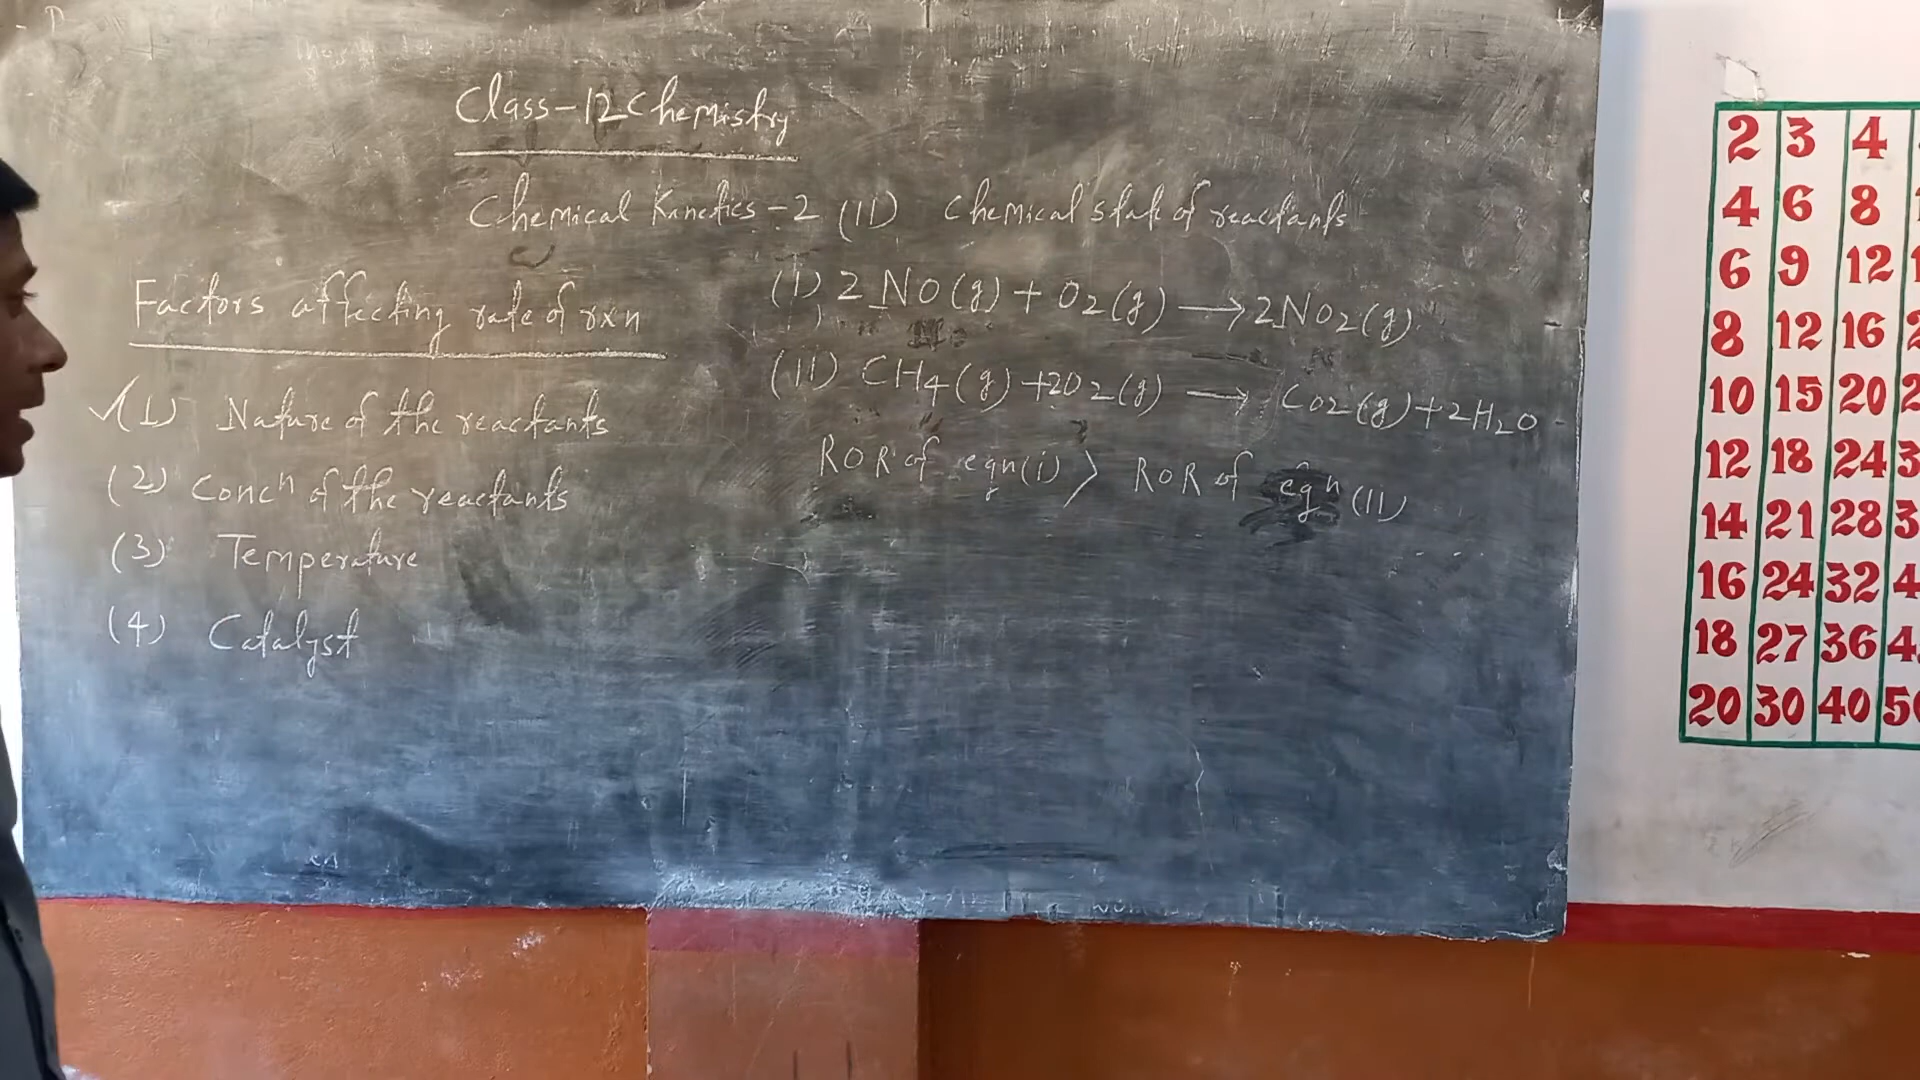 Class-12 Chemistry
Chemical Kinetics-2
Factors affecting rate of rxn
(1) Nature of the reactants
(2) Concⁿ of the reactants
(3) Temperature
(4) Catalyst
(II) Chemical state of reactants
(i) 2NO(g) + O2(g) → 2NO2(g)
(II) CH4(g) + 2O2(g) → CO2(g) + 2H2O
ROR of eqn(i) > ROR of eqⁿ(II)
2 3 4
4 6 8
6 9 12
8 12 16
10 15 20
12 18 24
14 21 28
16 24 32
18 27 36
20 30 40